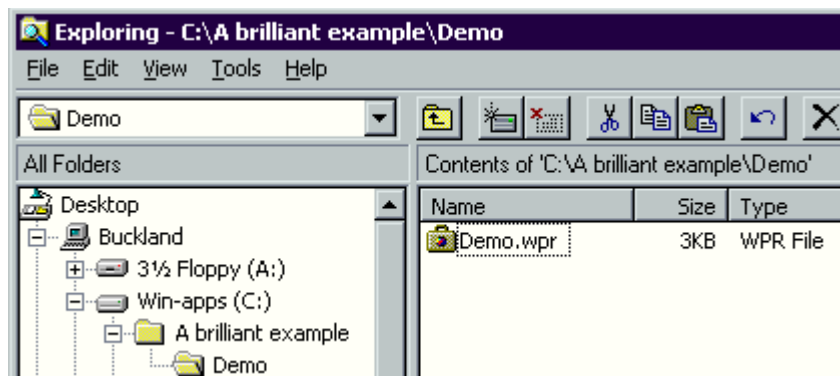 Exploring - C:\A brilliant example\Demo
File Edit View Tools Help
Demo
All Folders Contents of 'C:\A brilliant example\Demo'
Desktop Name Size Type
Buckland Demo.wpr 3KB WPR File
3½ Floppy (A:)
Win-apps (C:)
A brilliant example
Demo